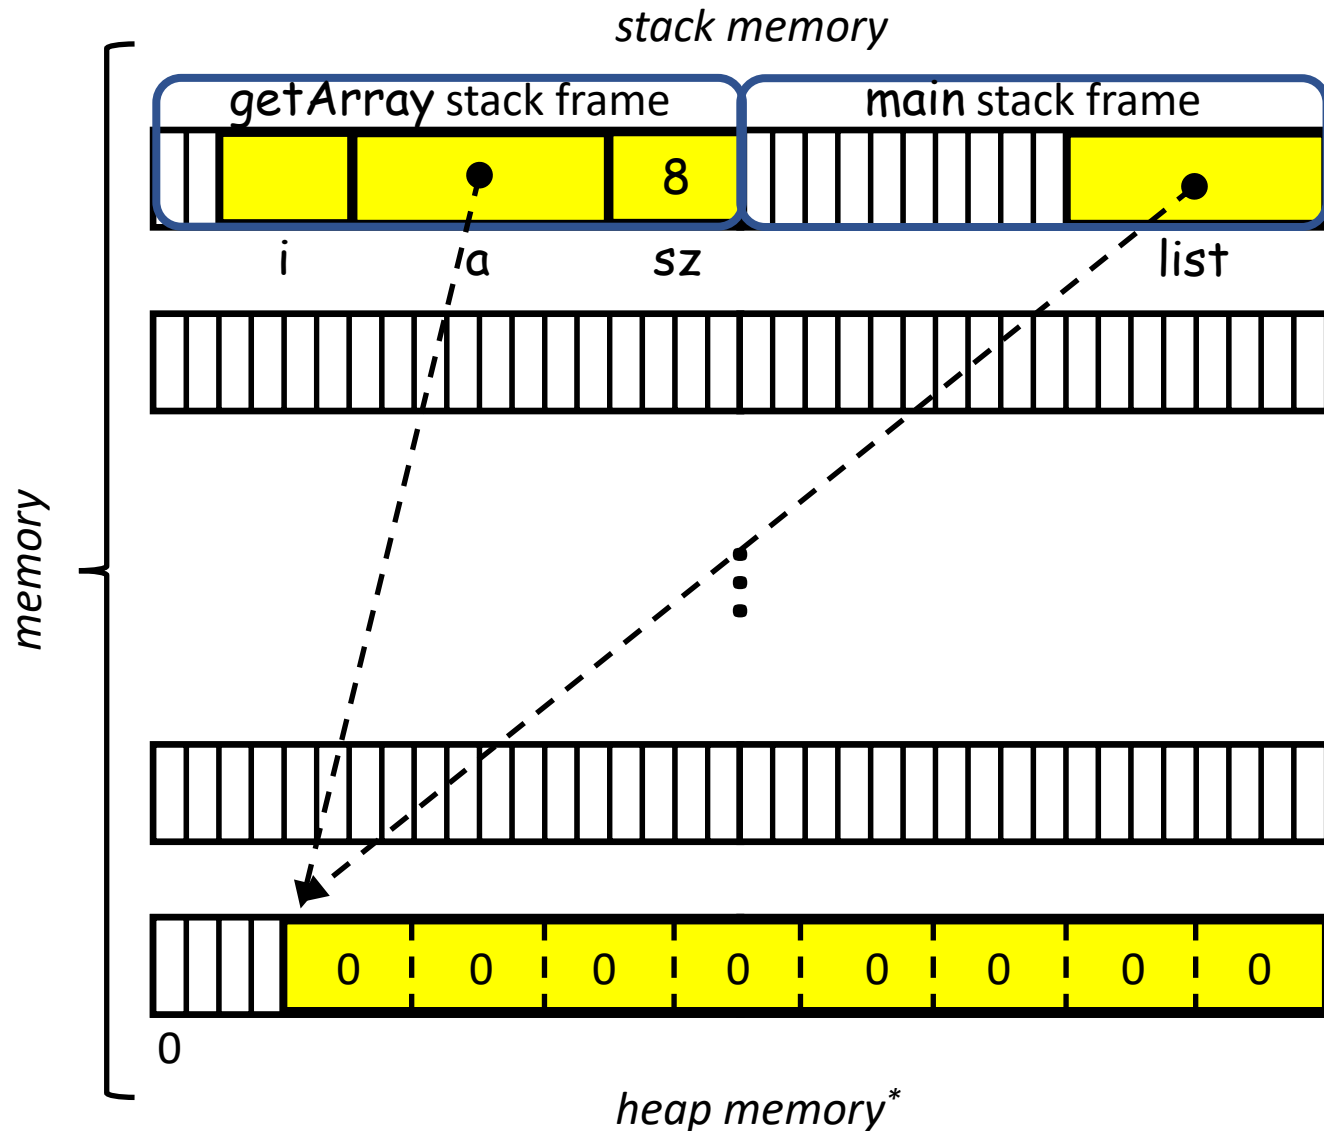 stack memory
getArray stack frame
main stack frame
8
i
a
sz
list
memory
0 0 0 0 0 0 0 0
0
heap memory*